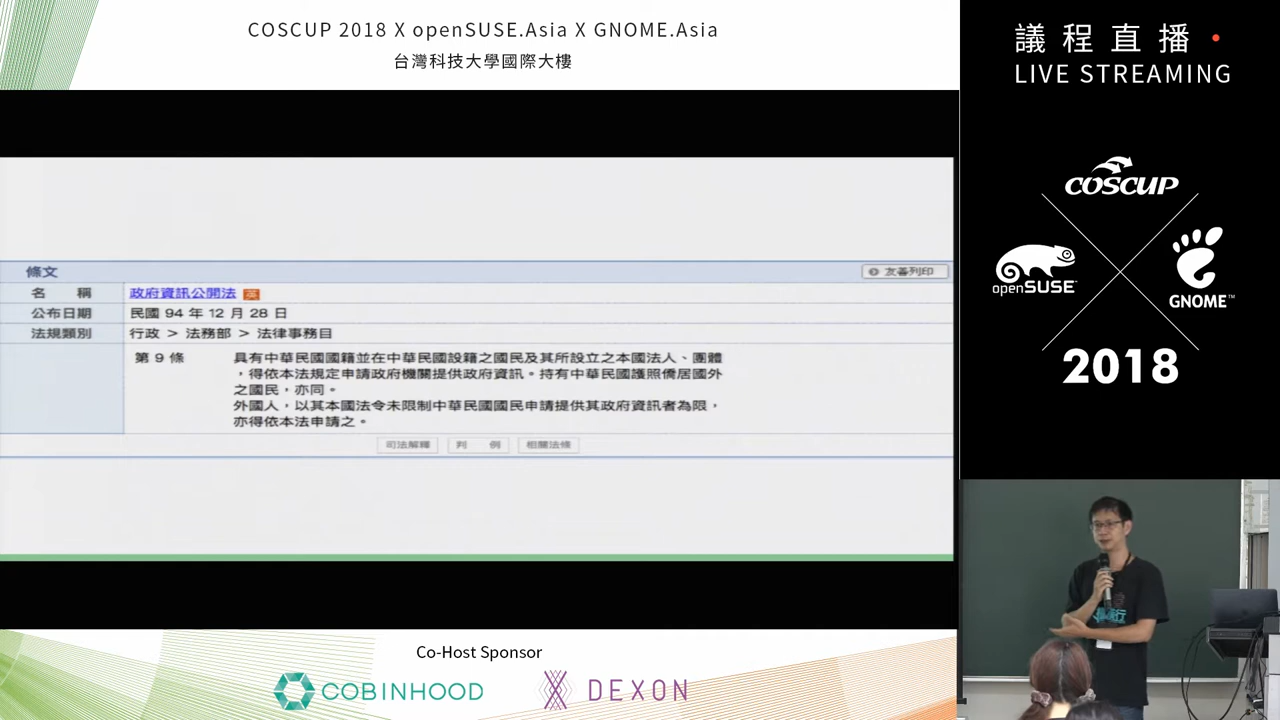 COSCUP 2018 X openSUSE.Asia X GNOME.Asia
台灣科技大學國際大樓
議程直播
LIVE STREAMING
COSCUP
openSUSE
GNOME™
2018
條文
友善列印
名 稱 政府資訊公開法 英
公布日期 民國 94 年 12 月 28 日
法規類別 行政 > 法務部 > 法律事務目
第 9 條 具有中華民國國籍並在中華民國設籍之國民及其所設立之本國法人、團體
，得依本法規定申請政府機關提供政府資訊。持有中華民國護照僑居國外
之國民，亦同。
外國人，以其本國法令未限制中華民國國民申請提供其政府資訊者為限，
亦得依本法申請之。
司法解釋 判 例 相關法條
Co-Host Sponsor
COBINHOOD
DEXON